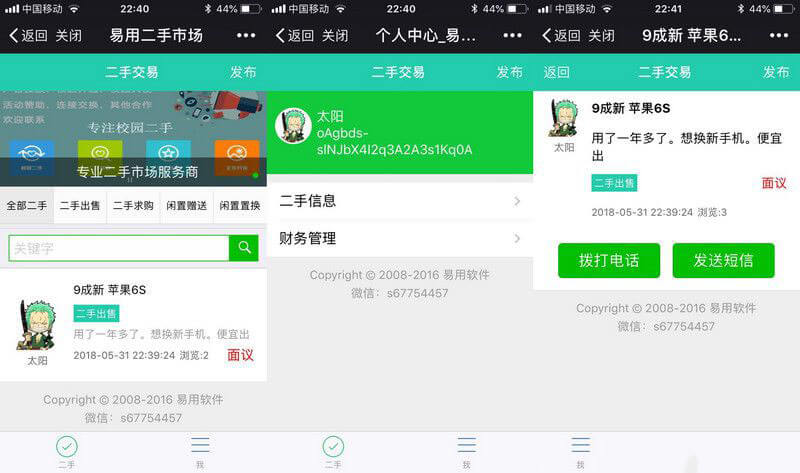 中国移动 22:40 44%
返回 关闭 易用二手市场
二手交易 发布
活动赞助、连接交换、其他合作
欢迎联系
专注校园二手
专业二手市场服务商
全部二手 二手出售 二手求购 闲置赠送 闲置置换
关键字
9成新 苹果6S
二手出售
用了一年多了。想换新手机。便宜出
太阳
2018-05-31 22:39:24 浏览:2 面议
Copyright © 2008-2016 易用软件
微信：s67754457
二手 我
中国移动 22:40 44%
返回 关闭 个人中心_易...
二手交易 发布
太阳
oAgbds-
sINJbX4I2q3A2A3s1Kq0A
二手信息
财务管理
Copyright © 2008-2016 易用软件
微信：s67754457
二手 我
中国移动 22:41 44%
返回 关闭 9成新 苹果6...
返回 二手交易 发布
太阳
9成新 苹果6S
用了一年多了。想换新手机。便宜
出
二手出售 面议
2018-05-31 22:39:24 浏览:3
拨打电话 发送短信
Copyright © 2008-2016 易用软件
微信：s67754457
我